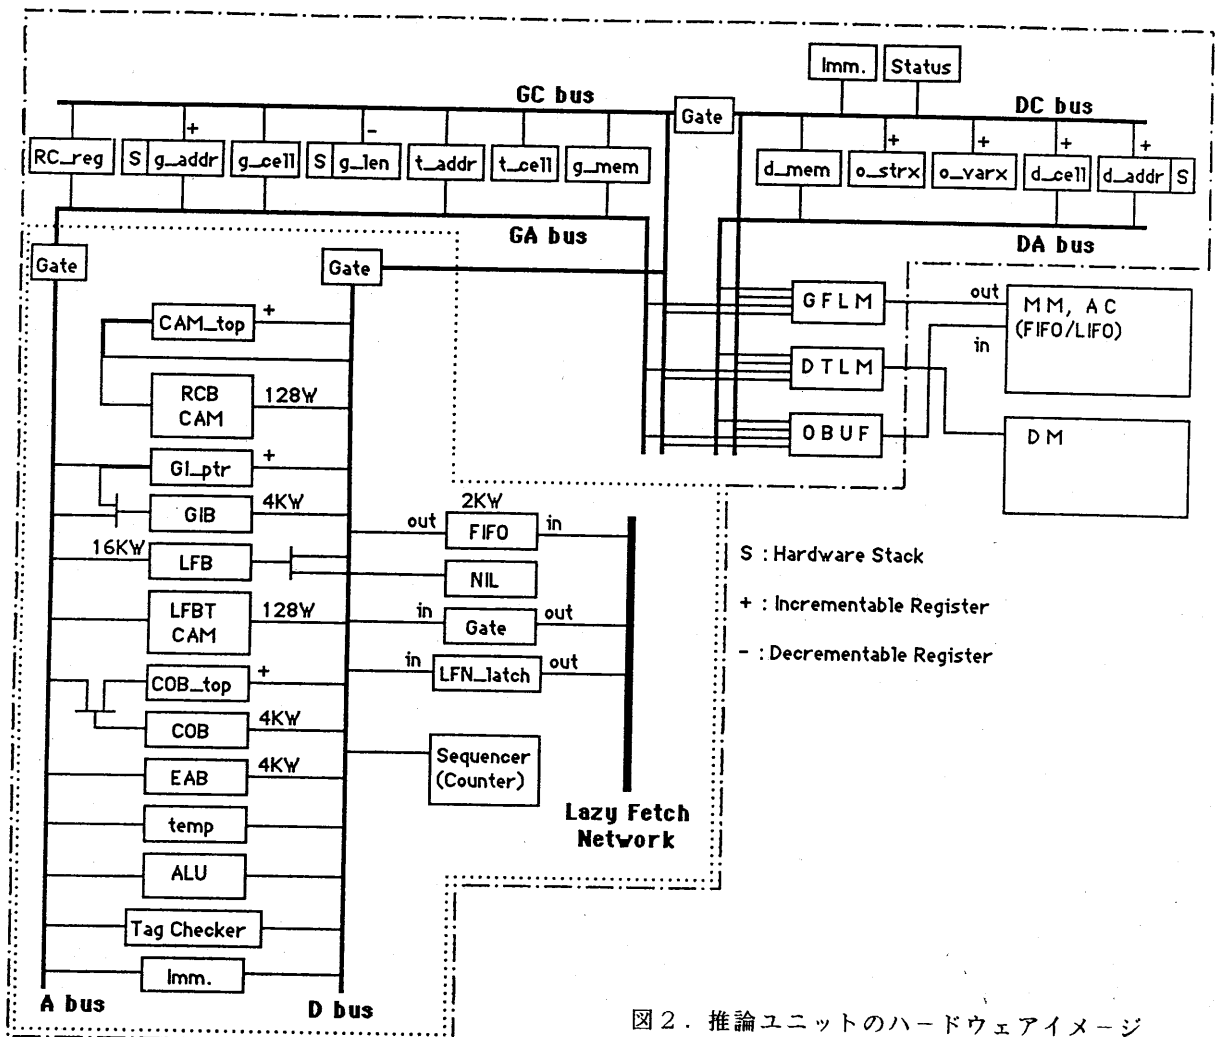 Imm.
Status
GC bus
Gate
DC bus
+
-
+
+
+
+
RC_reg
S
g_addr
g_cell
S
g_len
t_addr
t_cell
g_mem
d_mem
o_strx
o_varx
d_cell
d_addr
S
GA bus
DA bus
Gate
Gate
CAM_top
+
GFLM
out
MM, AC
(FIFO/LIFO)
in
RCB
CAM
128W
DTLM
OBUF
DM
GI_ptr
+
GIB
4KW
2KW
out
FIFO
in
16KW
LFB
NIL
LFBT
CAM
128W
in
Gate
out
in
LFN_latch
out
COB_top
+
COB
4KW
EAB
4KW
Sequencer
(Counter)
temp
ALU
Tag Checker
Imm.
A bus
D bus
Lazy Fetch
Network
S : Hardware Stack
+ : Incrementable Register
- : Decrementable Register
図2．推論ユニットのハードウェアイメージ